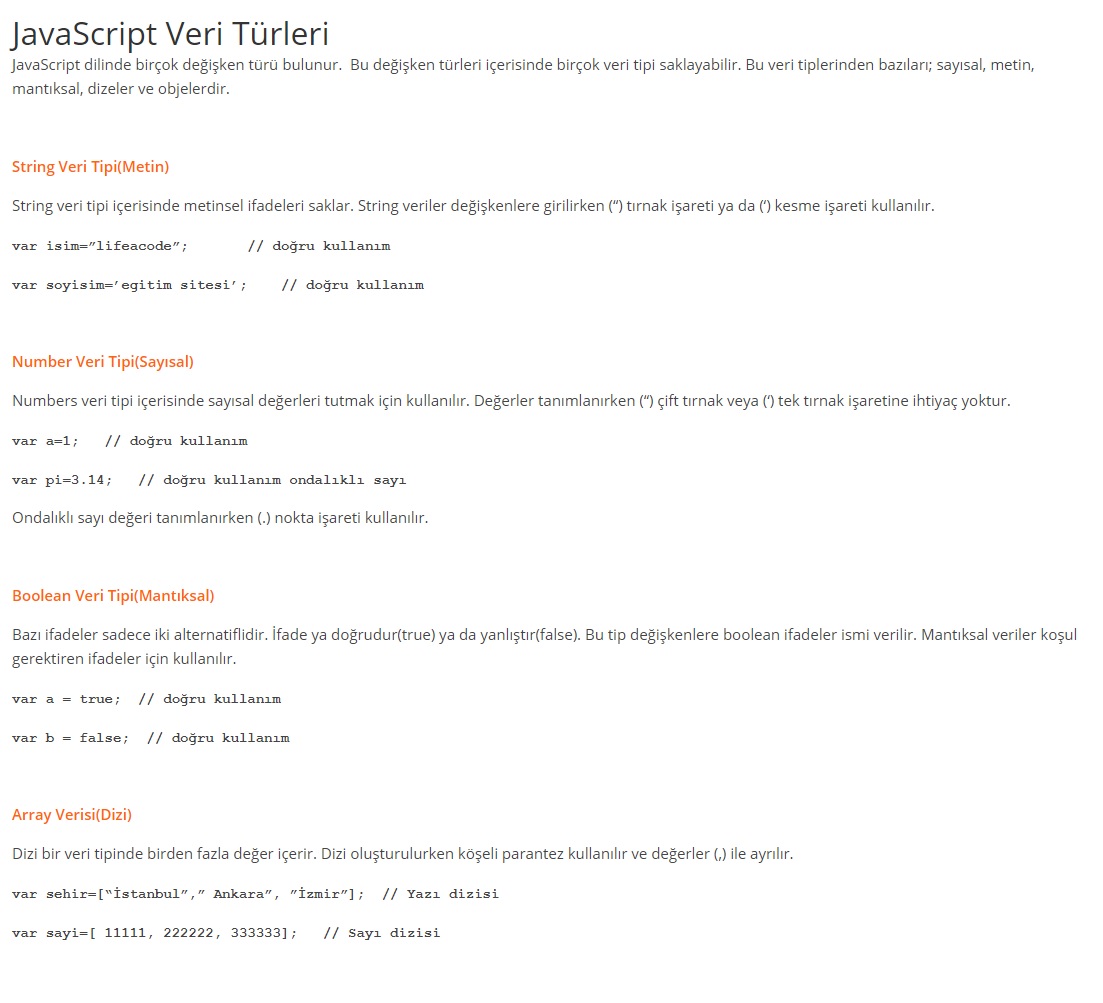 JavaScript Veri Türleri
JavaScript dilinde birçok değişken türü bulunur.  Bu değişken türleri içerisinde birçok veri tipi saklayabilir. Bu veri tiplerinden bazıları; sayısal, metin,
mantıksal, dizeler ve objelerdir.
String Veri Tipi(Metin)
String veri tipi içerisinde metinsel ifadeleri saklar. String veriler değişkenlere girilirken (“) tırnak işareti ya da (‘) kesme işareti kullanılır.
var isim=”lifeacode”;       // doğru kullanım
var soyisim=’egitim sitesi’;    // doğru kullanım
Number Veri Tipi(Sayısal)
Numbers veri tipi içerisinde sayısal değerleri tutmak için kullanılır. Değerler tanımlanırken (“) çift tırnak veya (‘) tek tırnak işaretine ihtiyaç yoktur.
var a=1;   // doğru kullanım
var pi=3.14;   // doğru kullanım ondalıklı sayı
Ondalıklı sayı değeri tanımlanırken (.) nokta işareti kullanılır.
Boolean Veri Tipi(Mantıksal)
Bazı ifadeler sadece iki alternatiflidir. İfade ya doğrudur(true) ya da yanlıştır(false). Bu tip değişkenlere boolean ifadeler ismi verilir. Mantıksal veriler koşul
gerektiren ifadeler için kullanılır.
var a = true;  // doğru kullanım
var b = false;  // doğru kullanım
Array Verisi(Dizi)
Dizi bir veri tipinde birden fazla değer içerir. Dizi oluşturulurken köşeli parantez kullanılır ve değerler (,) ile ayrılır.
var sehir=[“İstanbul”,” Ankara”, ”İzmir”];  // Yazı dizisi
var sayi=[ 11111, 222222, 333333];   // Sayı dizisi